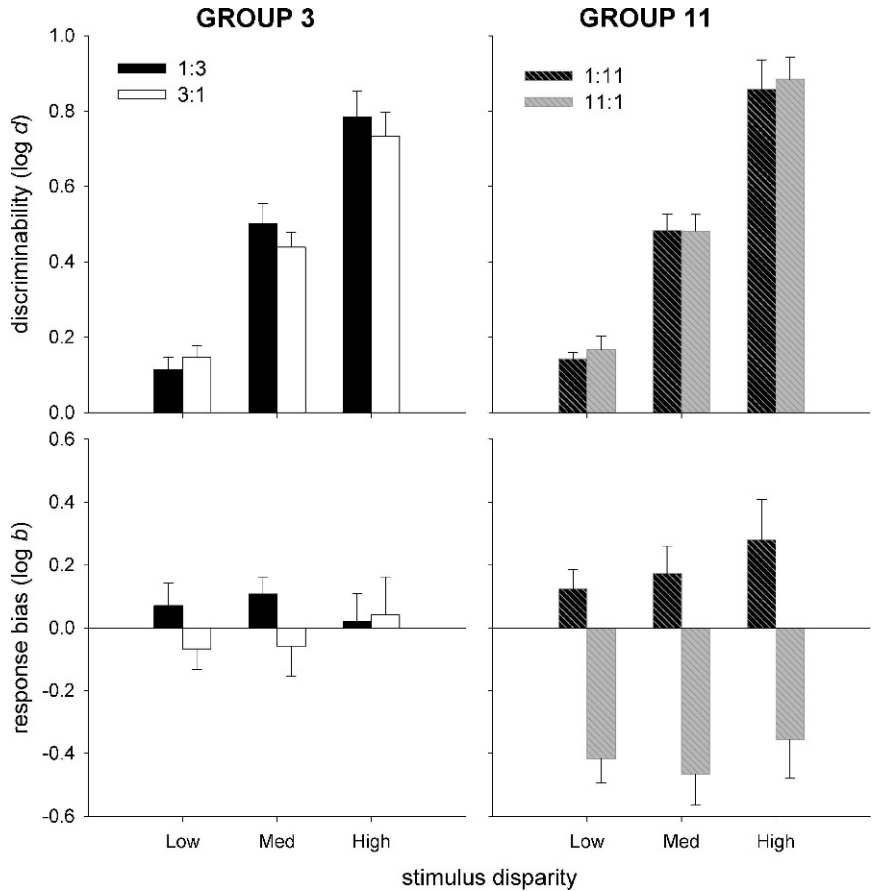 GROUP 3
GROUP 11
1:3
3:1
1:11
11:1
discriminability (log d)
1.0
0.8
0.6
0.4
0.2
0.0
response bias (log b)
0.6
0.4
0.2
0.0
-0.2
-0.4
-0.6
Low Med High
Low Med High
stimulus disparity